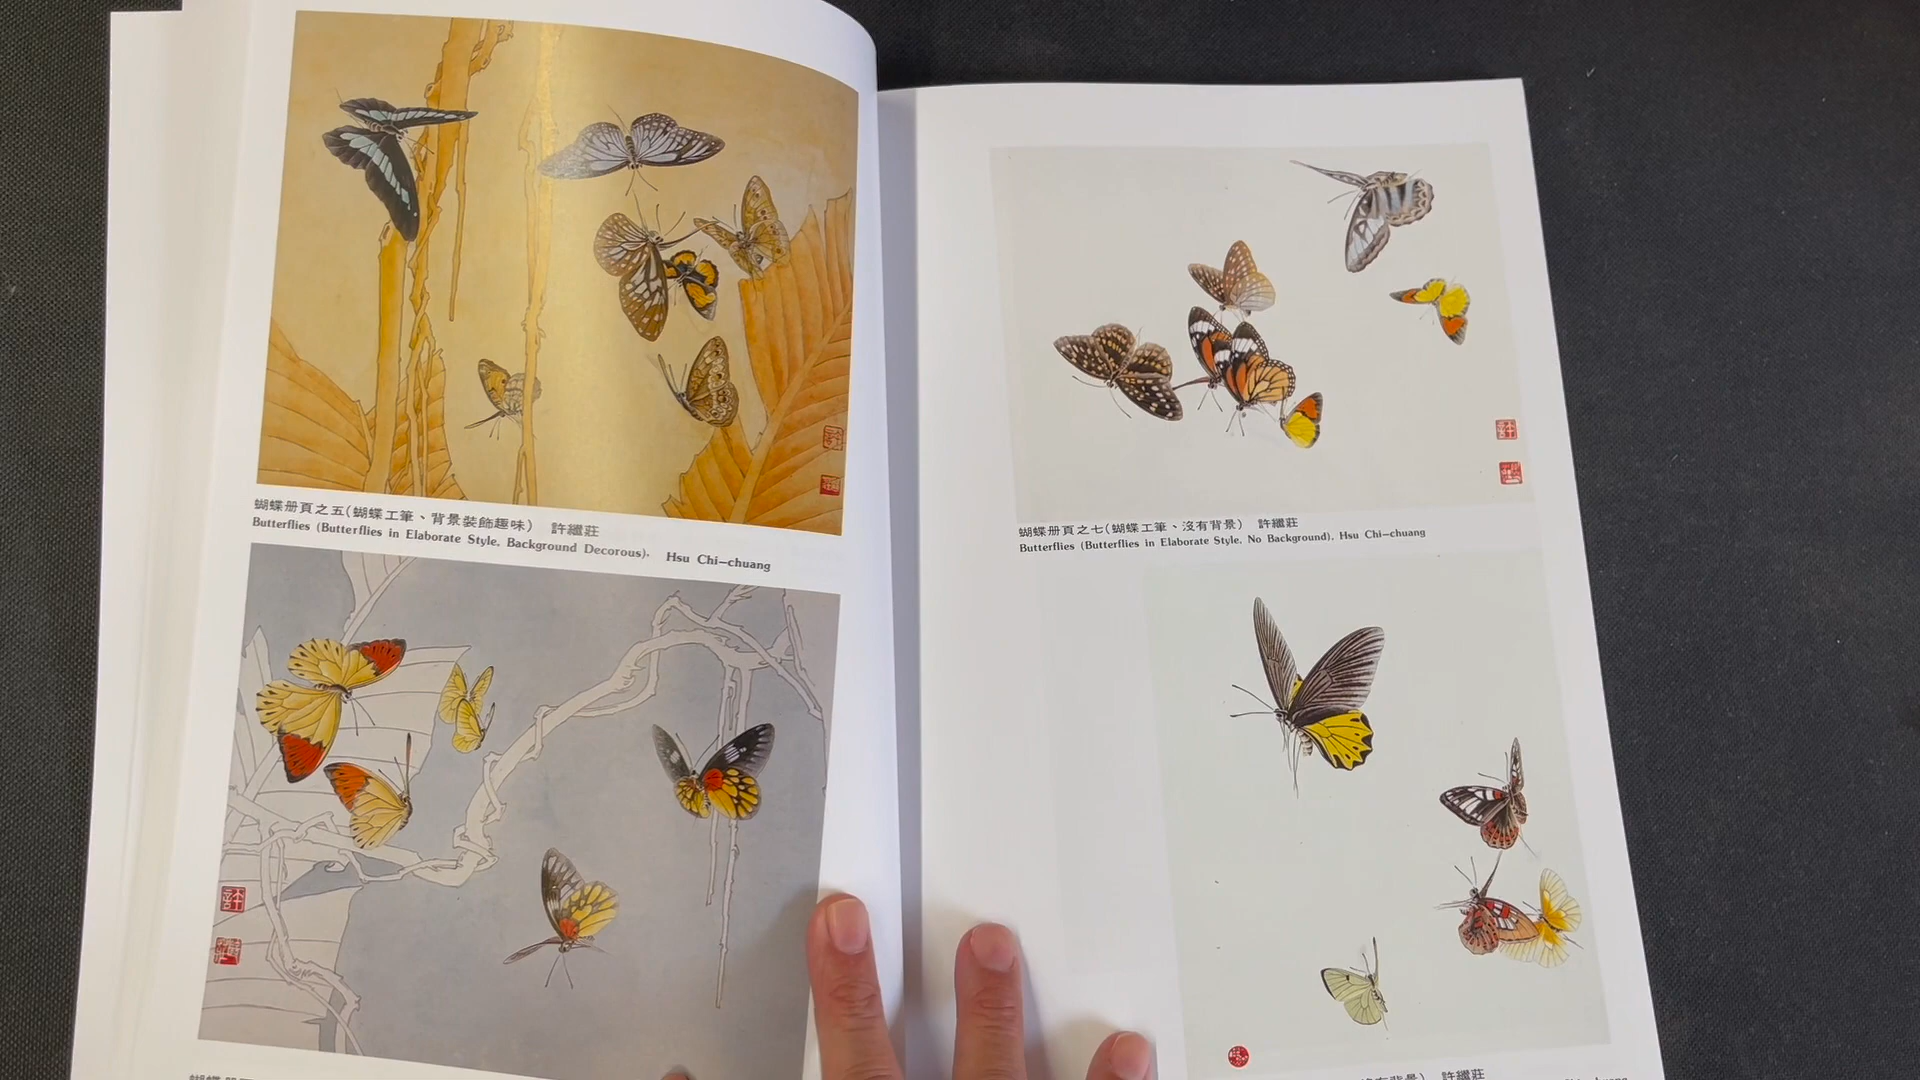 蝴蝶册頁之五(蝴蝶工筆、背景裝飾趣味) 許繼莊
Butterflies (Butterflies in Elaborate Style, Background Decorous). Hsu Chi-chuang
蝴蝶册頁之七(蝴蝶工筆、沒有背景) 許繼莊
Butterflies (Butterflies in Elaborate Style, No Background), Hsu Chi-chuang
許繼莊